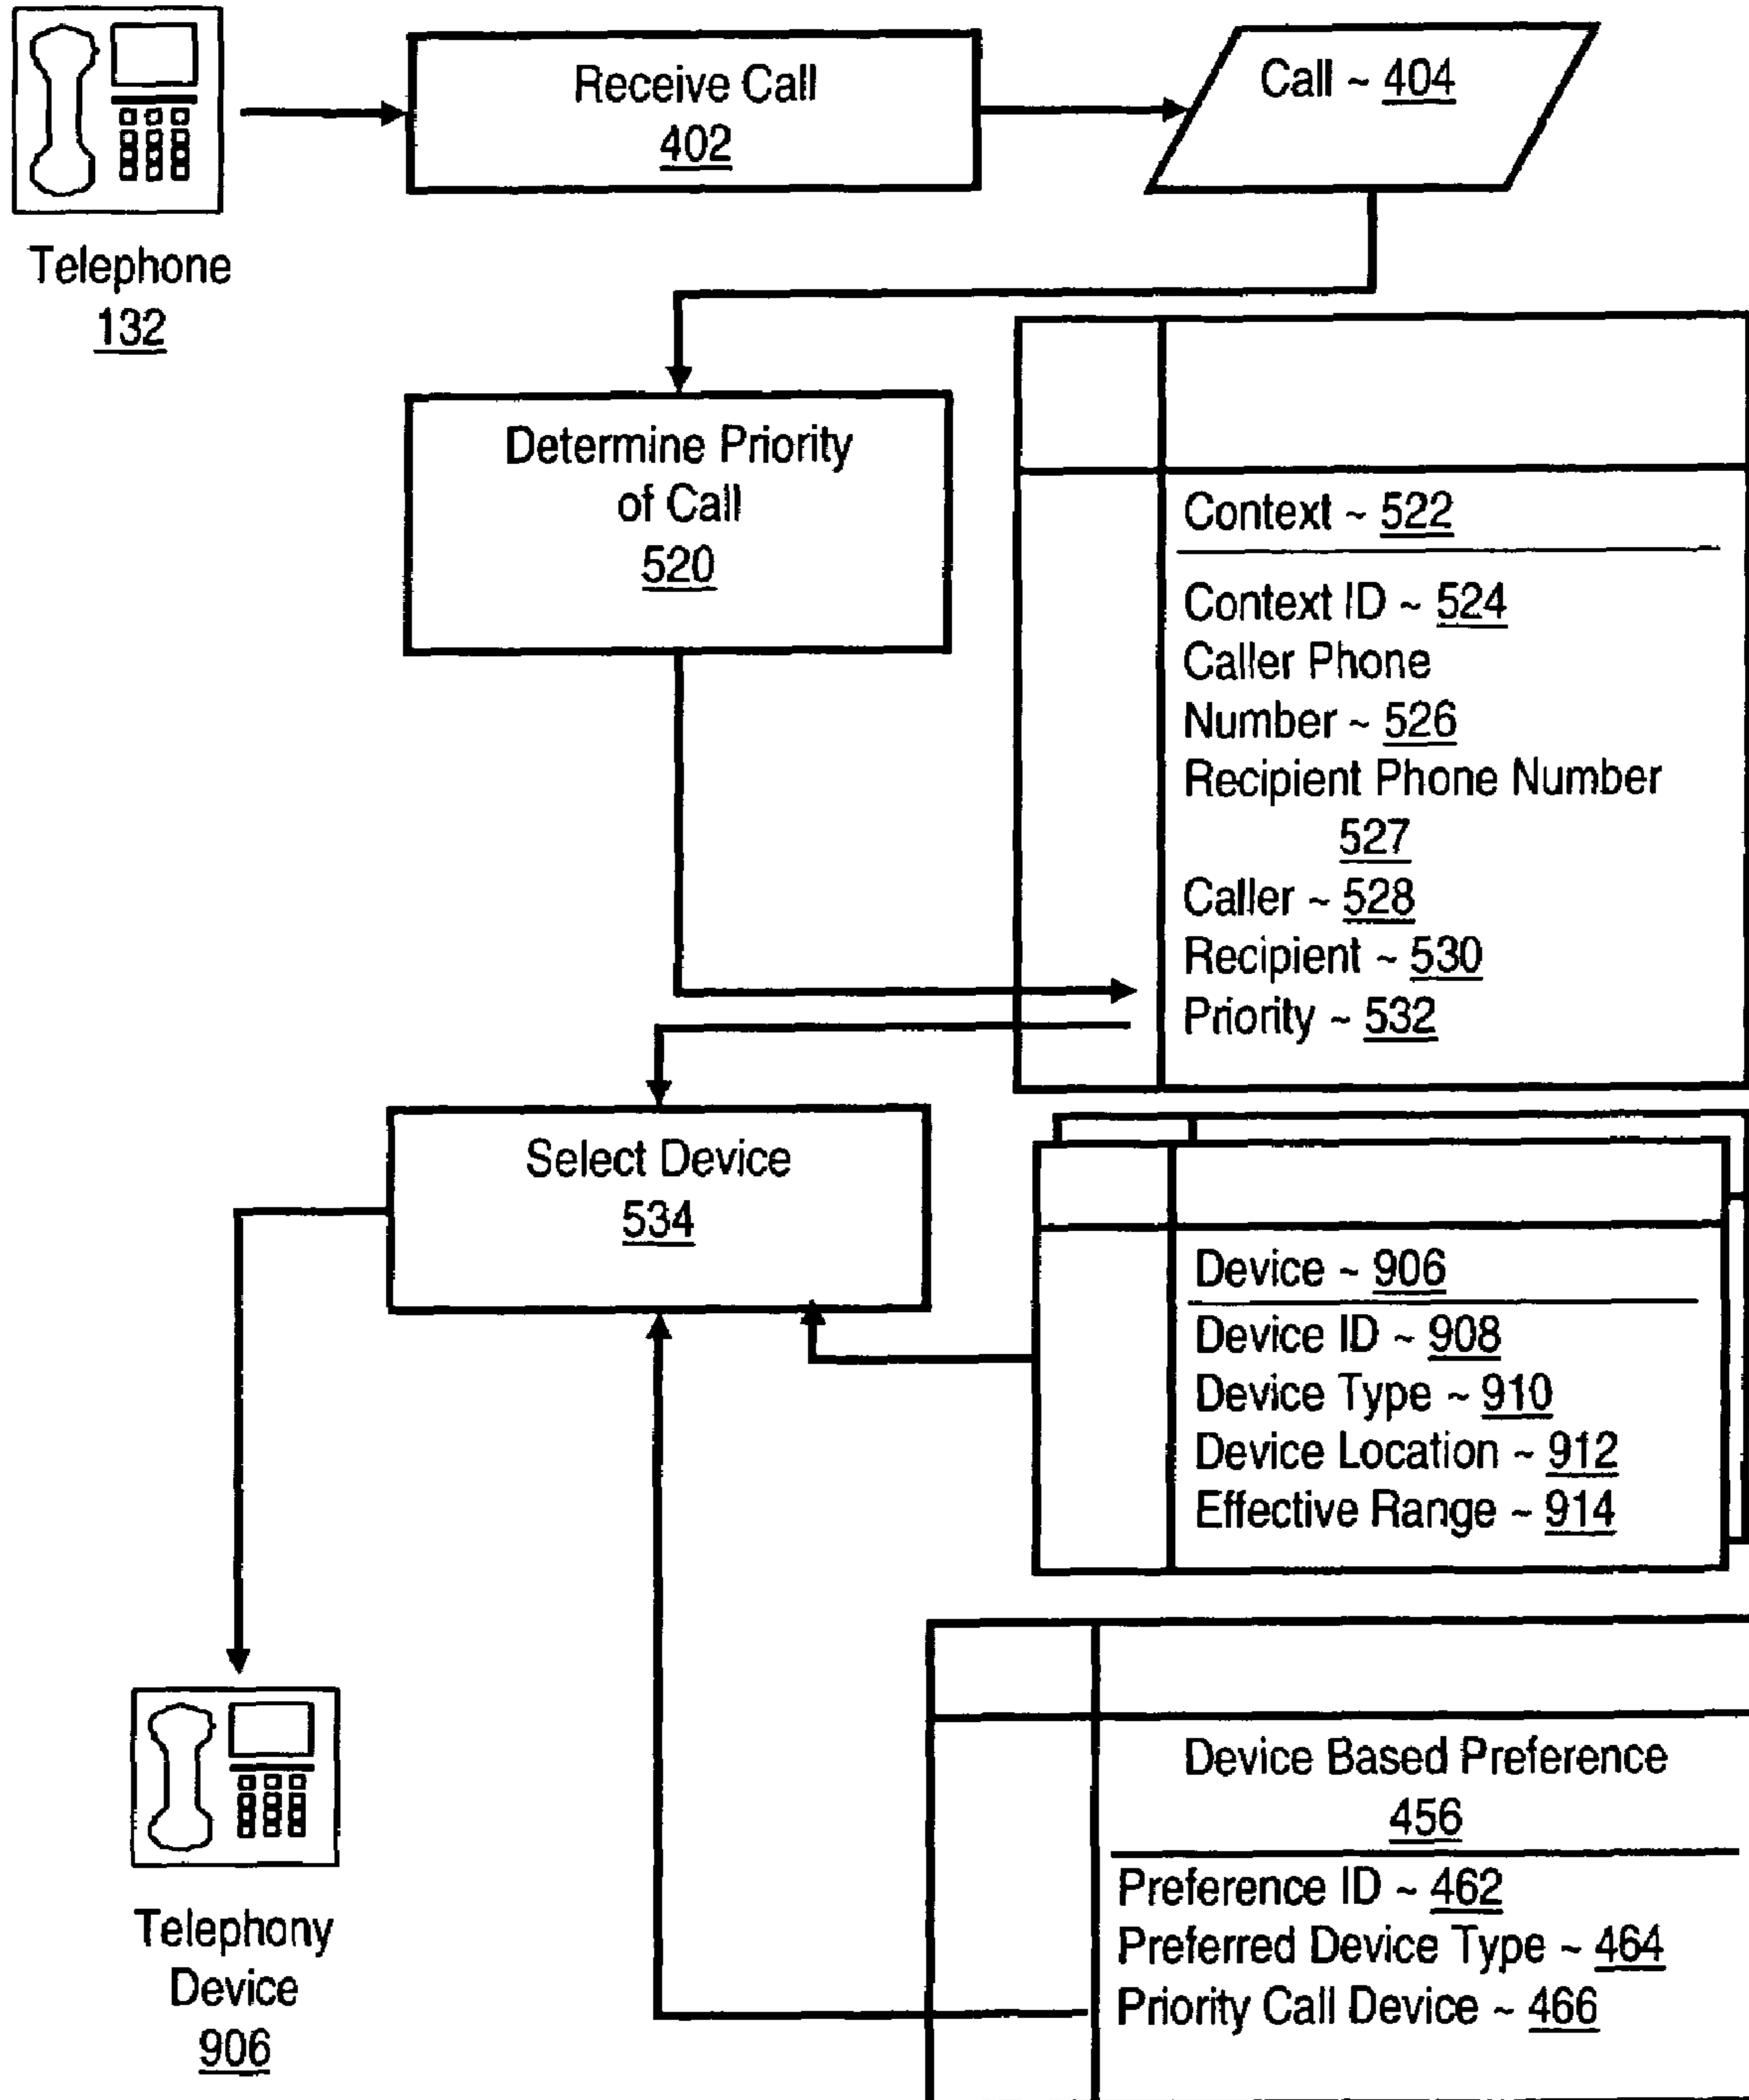 Receive Call
402
Call ~ 404
Telephone
132
Determine Priority
of Call
520
Context ~ 522
Context ID ~ 524
Caller Phone
Number ~ 526
Recipient Phone Number
527
Caller ~ 528
Recipient ~ 530
Priority ~ 532
Select Device
534
Device ~ 906
Device ID ~ 908
Device Type ~ 910
Device Location ~ 912
Effective Range ~ 914
Device Based Preference
456
Preference ID ~ 462
Preferred Device Type ~ 464
Priority Call Device ~ 466
Telephony
Device
906